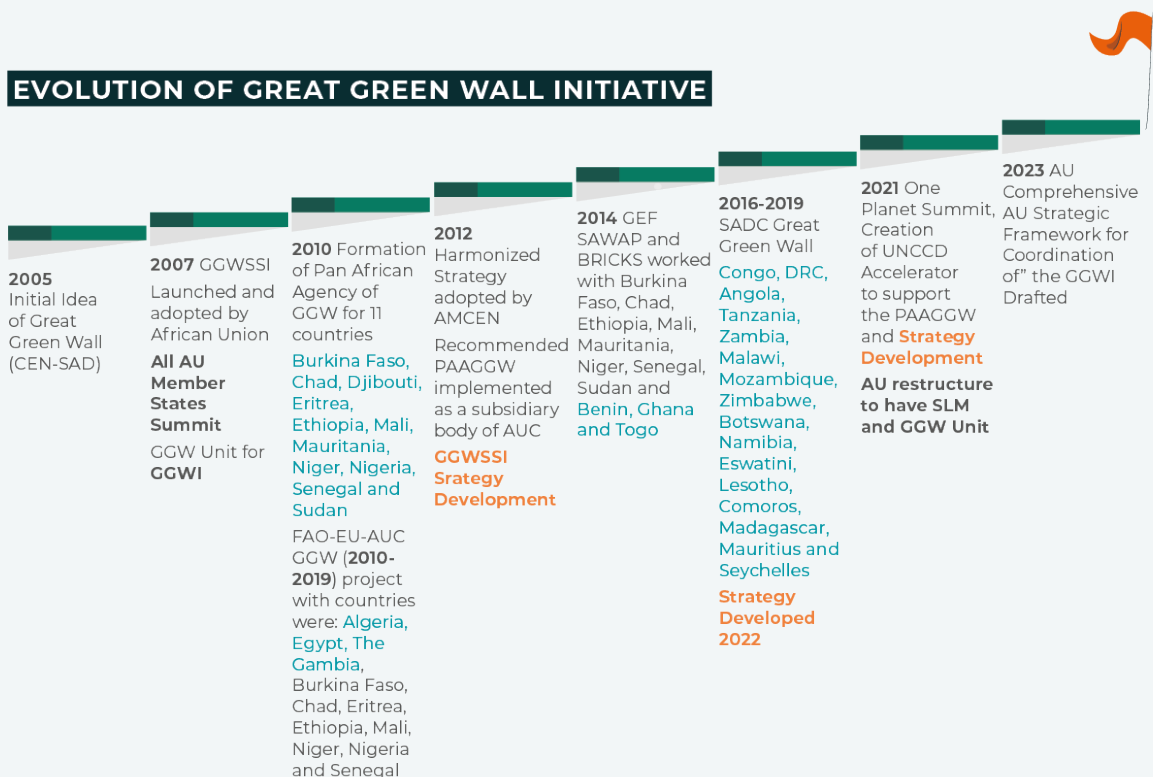 EVOLUTION OF GREAT GREEN WALL INITIATIVE
2005
Initial Idea
of Great
Green Wall
(CEN-SAD)
2007 GGWSSI
Launched and
adopted by
African Union
All AU
Member
States
Summit
GGW Unit for
GGWI
2010 Formation
of Pan African
Agency of
GGW for 11
countries
Burkina Faso,
Chad, Djibouti,
Eritrea,
Ethiopia, Mali,
Mauritania,
Niger, Nigeria,
Senegal and
Sudan
FAO-EU-AUC
GGW (2010-
2019) project
with countries
were: Algeria,
Egypt, The
Gambia,
Burkina Faso,
Chad, Eritrea,
Ethiopia, Mali,
Niger, Nigeria
and Senegal
2012
Harmonized
Strategy
adopted by
AMCEN
Recommended
PAAGGW
implemented
as a subsidiary
body of AUC
GGWSSI
Srategy
Development
2014 GEF
SAWAP and
BRICKS worked
with Burkina
Faso, Chad,
Ethiopia, Mali,
Mauritania,
Niger, Senegal,
Sudan and
Benin, Ghana
and Togo
2016-2019
SADC Great
Green Wall
Congo, DRC,
Angola,
Tanzania,
Zambia,
Malawi,
Mozambique,
Zimbabwe,
Botswana,
Namibia,
Eswatini,
Lesotho,
Comoros,
Madagascar,
Mauritius and
Seychelles
Strategy
Developed
2022
2021 One
Planet Summit,
Creation
of UNCCD
Accelerator
to support
the PAAGGW
and Strategy
Development
AU restructure
to have SLM
and GGW Unit
2023 AU
Comprehensive
AU Strategic
Framework for
Coordination
of” the GGWI
Drafted